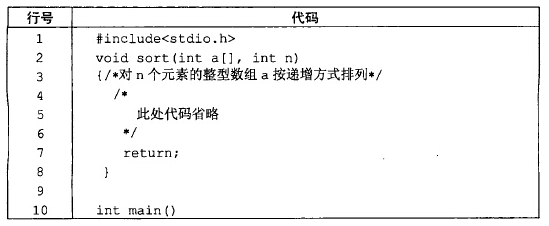 行号 代码
1 #include<stdio.h>
2 void sort(int a[], int n)
3 {/*对n个元素的整型数组a按递增方式排列*/
4 /*
5 此处代码省略
6 */
7 return;
8 }
9
10 int main()